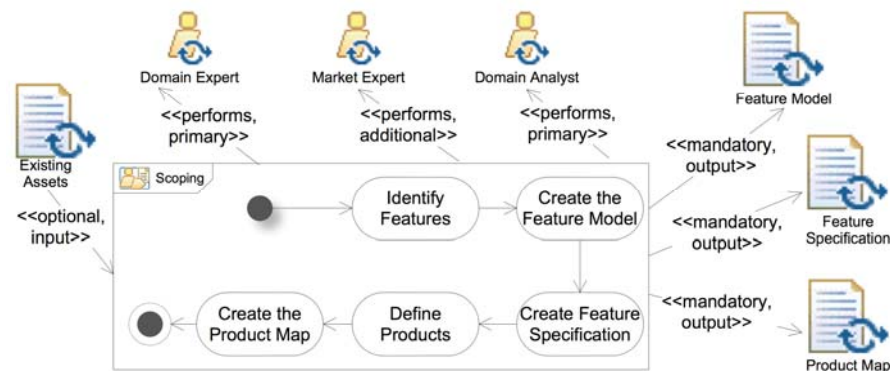 Domain Expert
Market Expert
Domain Analyst
Feature Model
<<performs,
primary>>
<<performs,
additional>>
<<performs,
primary>>
Existing
Assets
<<optional,
input>>
<<mandatory,
output>>
Scoping
Identify
Features
Create the
Feature Model
<<mandatory,
output>>
Feature
Specification
Create the
Product Map
Define
Products
Create Feature
Specification
<<mandatory,
output>>
Product Map